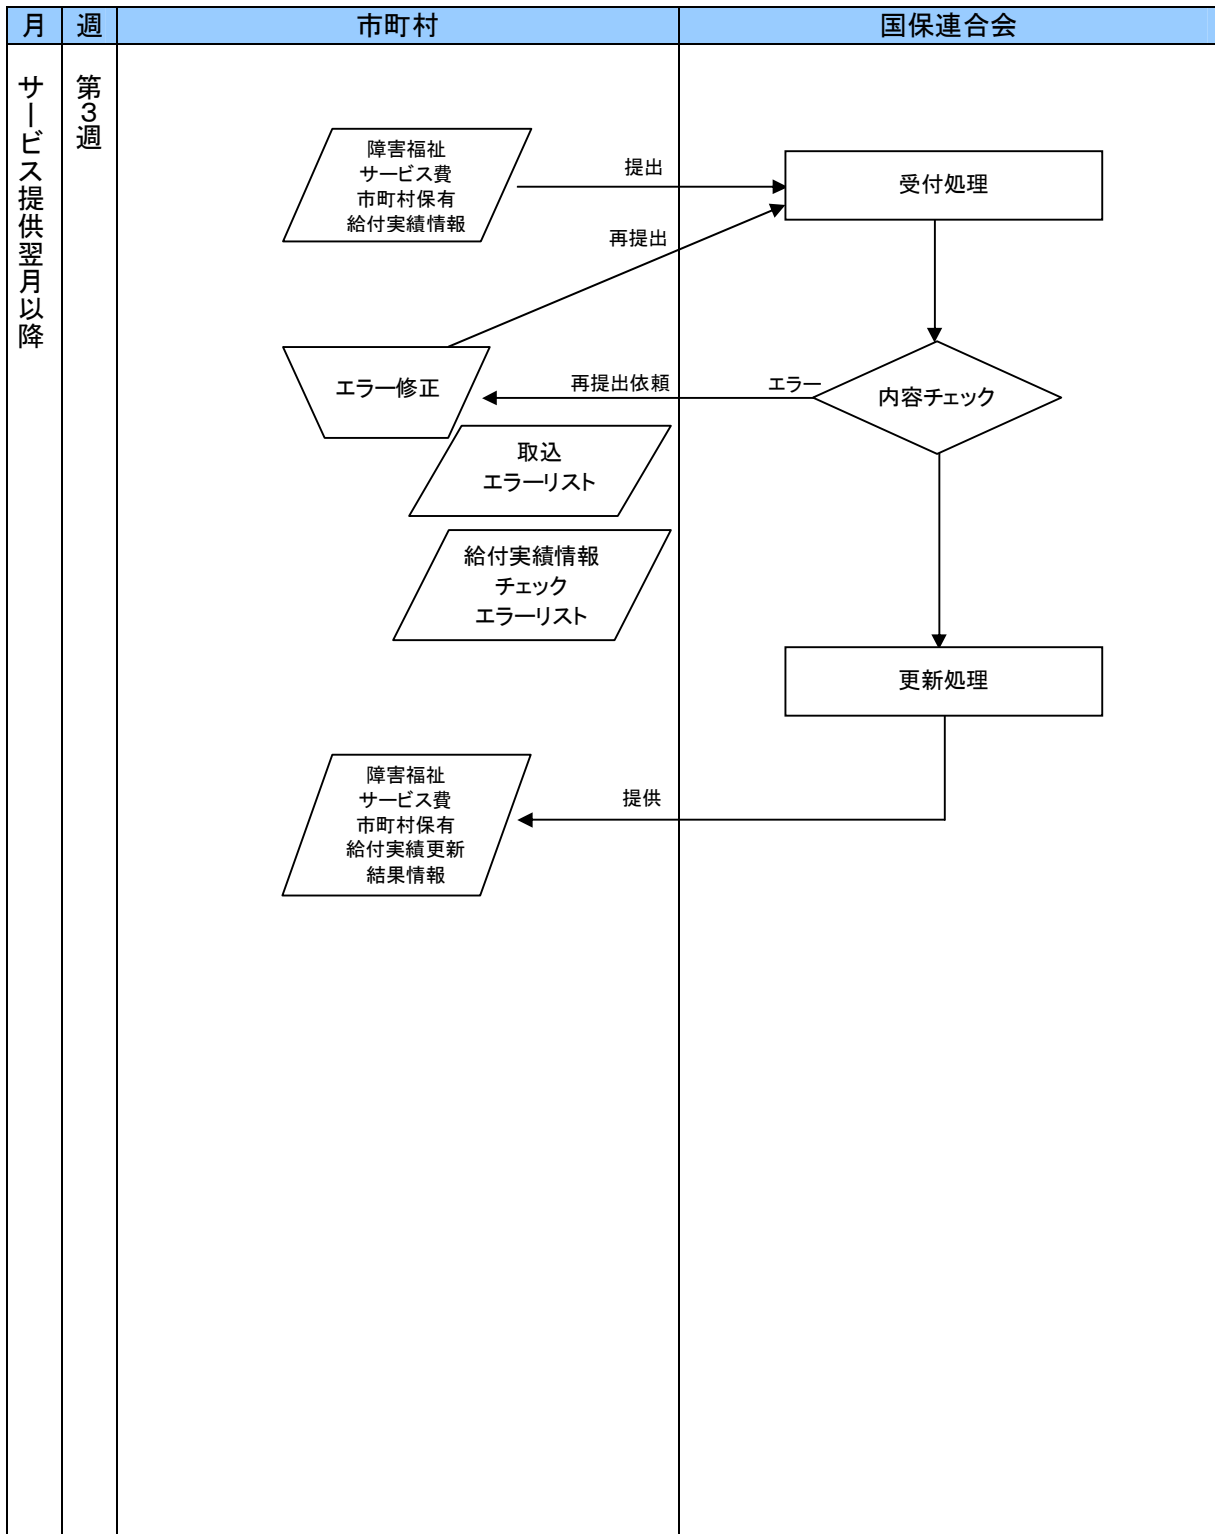 月
週
市町村
国保連合会
サービス提供翌月以降
第３週
障害福祉
サービス費
市町村保有
給付実績情報
提出
受付処理
再提出
エラー修正
再提出依頼
エラー
内容チェック
取込
エラーリスト
給付実績情報
チェック
エラーリスト
更新処理
障害福祉
サービス費
市町村保有
給付実績更新
結果情報
提供